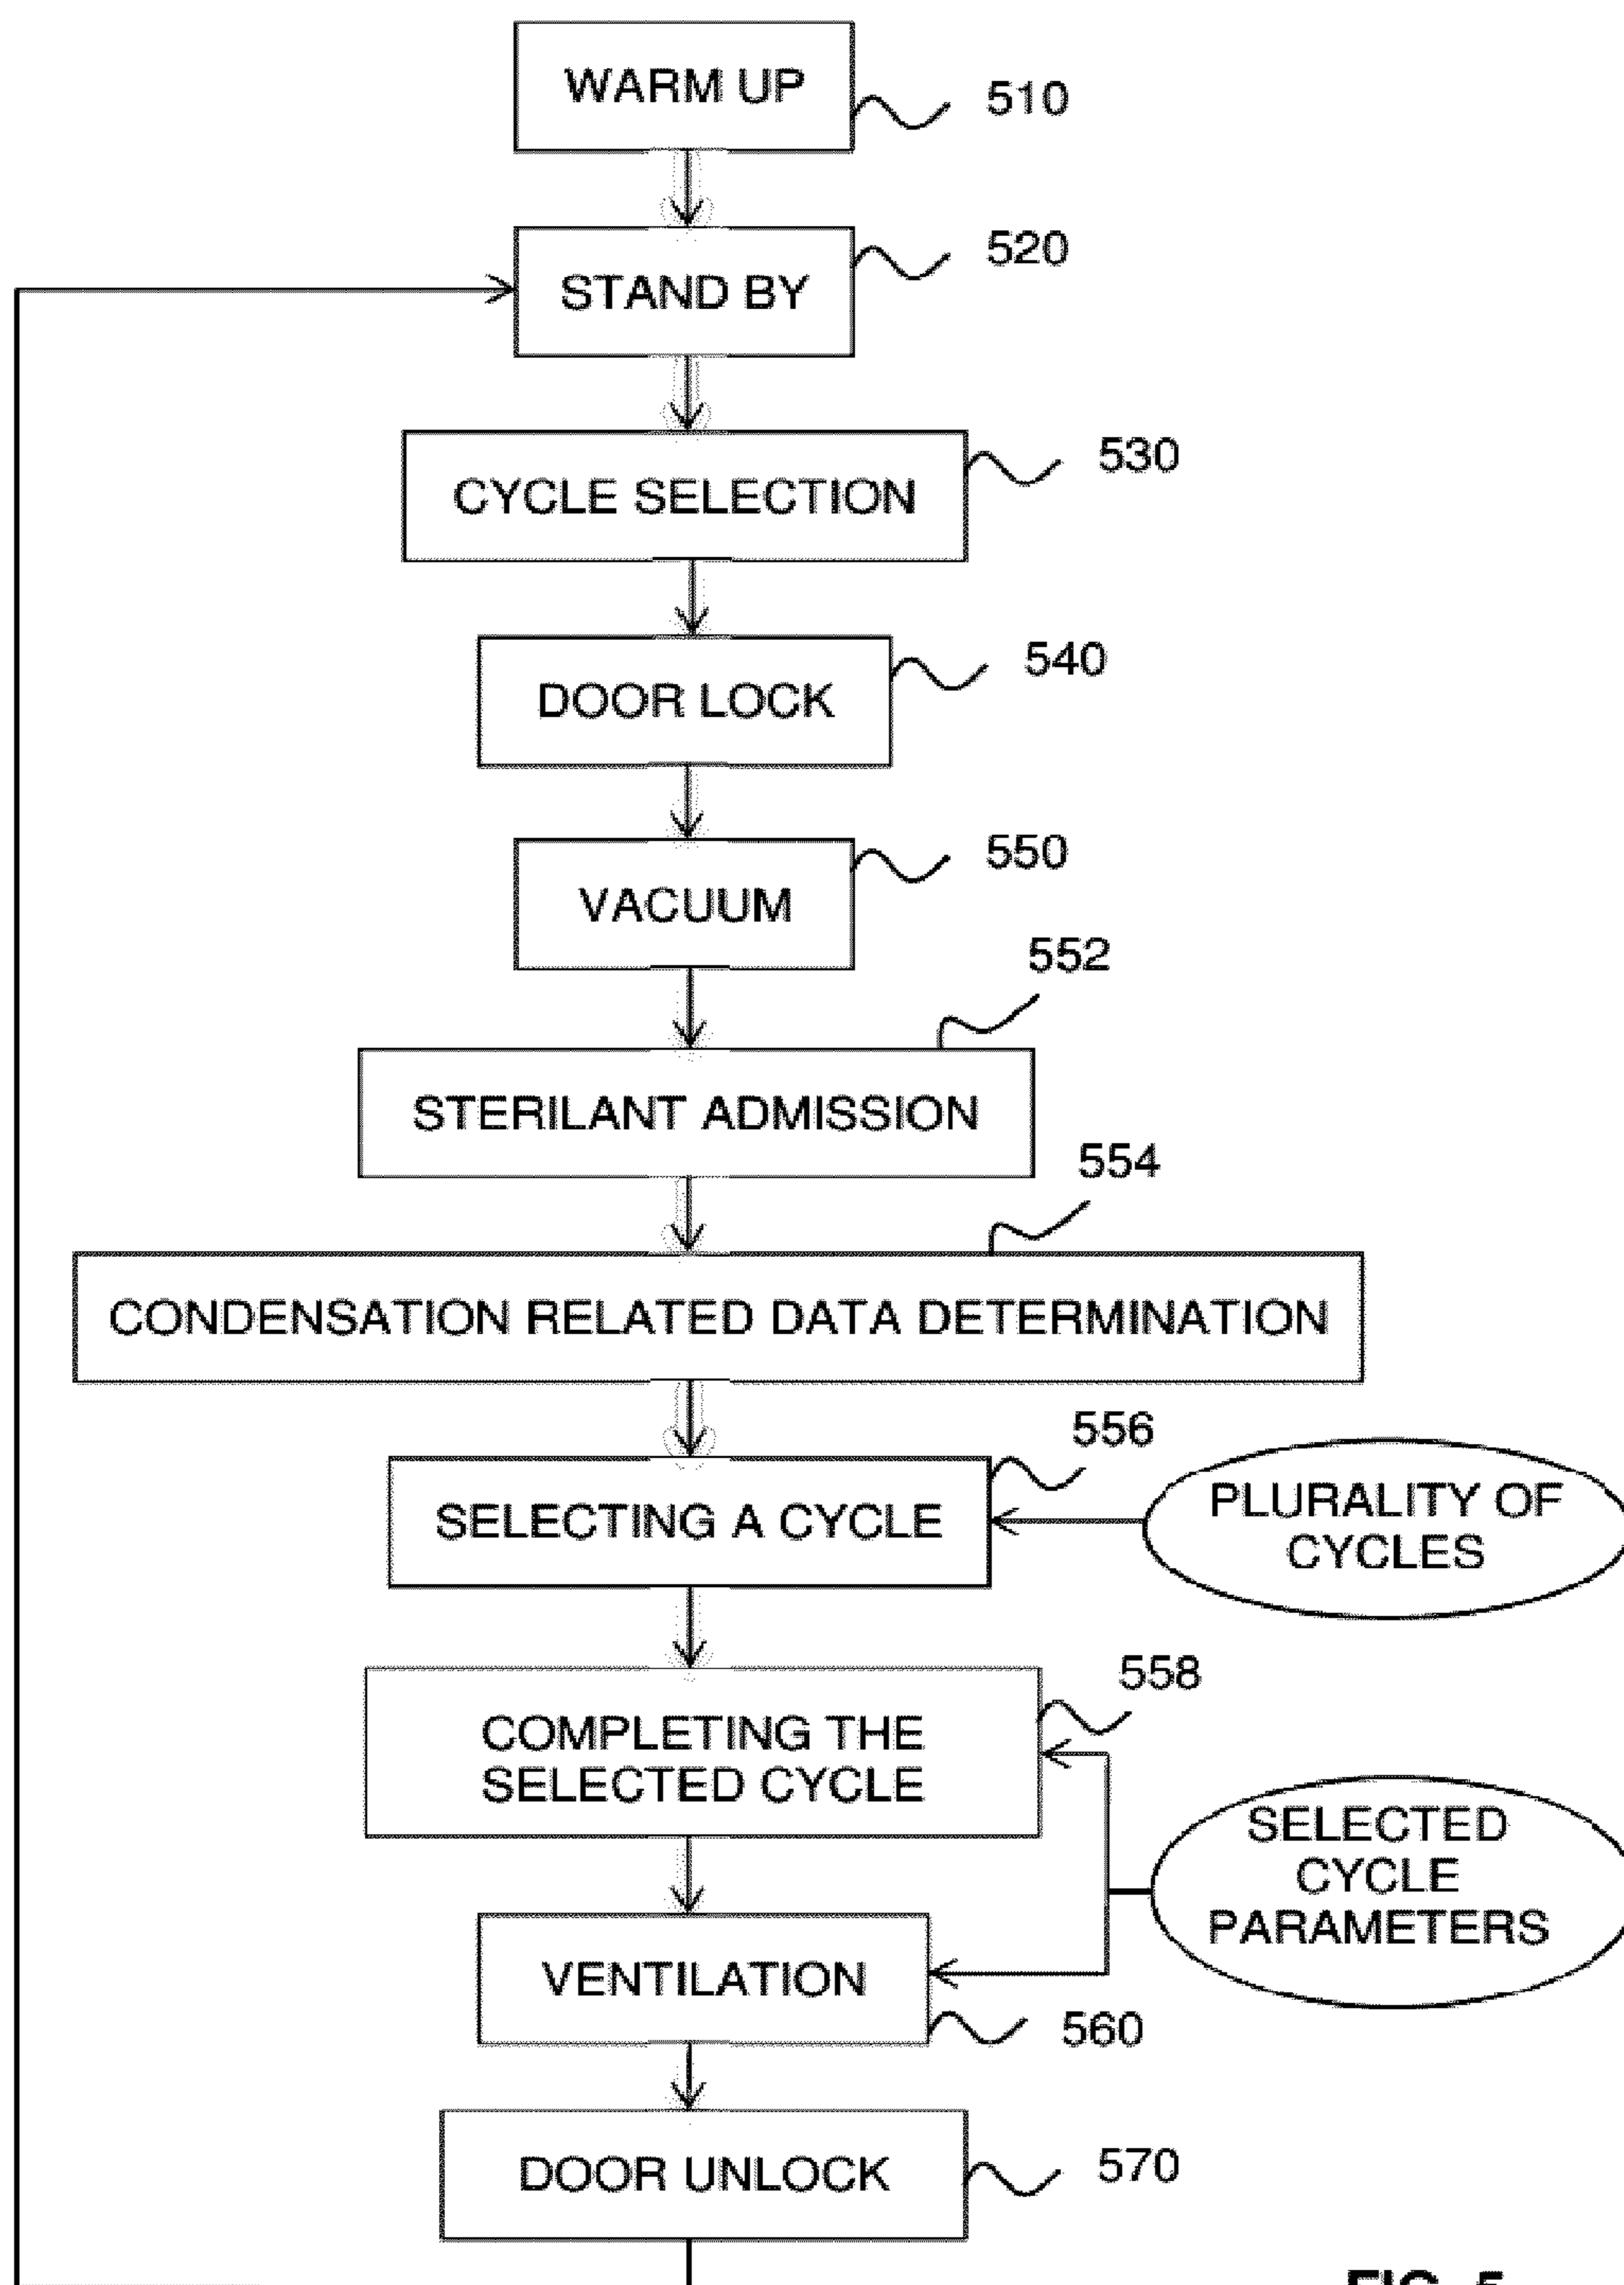 WARM UP
510
520
STAND BY
530
CYCLE SELECTION
540
DOOR LOCK
550
VACUUM
552
STERILANT ADMISSION
554
CONDENSATION RELATED DATA DETERMINATION
556
SELECTING A CYCLE
PLURALITY OF
CYCLES
558
COMPLETING THE
SELECTED CYCLE
SELECTED
CYCLE
PARAMETERS
VENTILATION
560
DOOR UNLOCK
570
FIG. 5